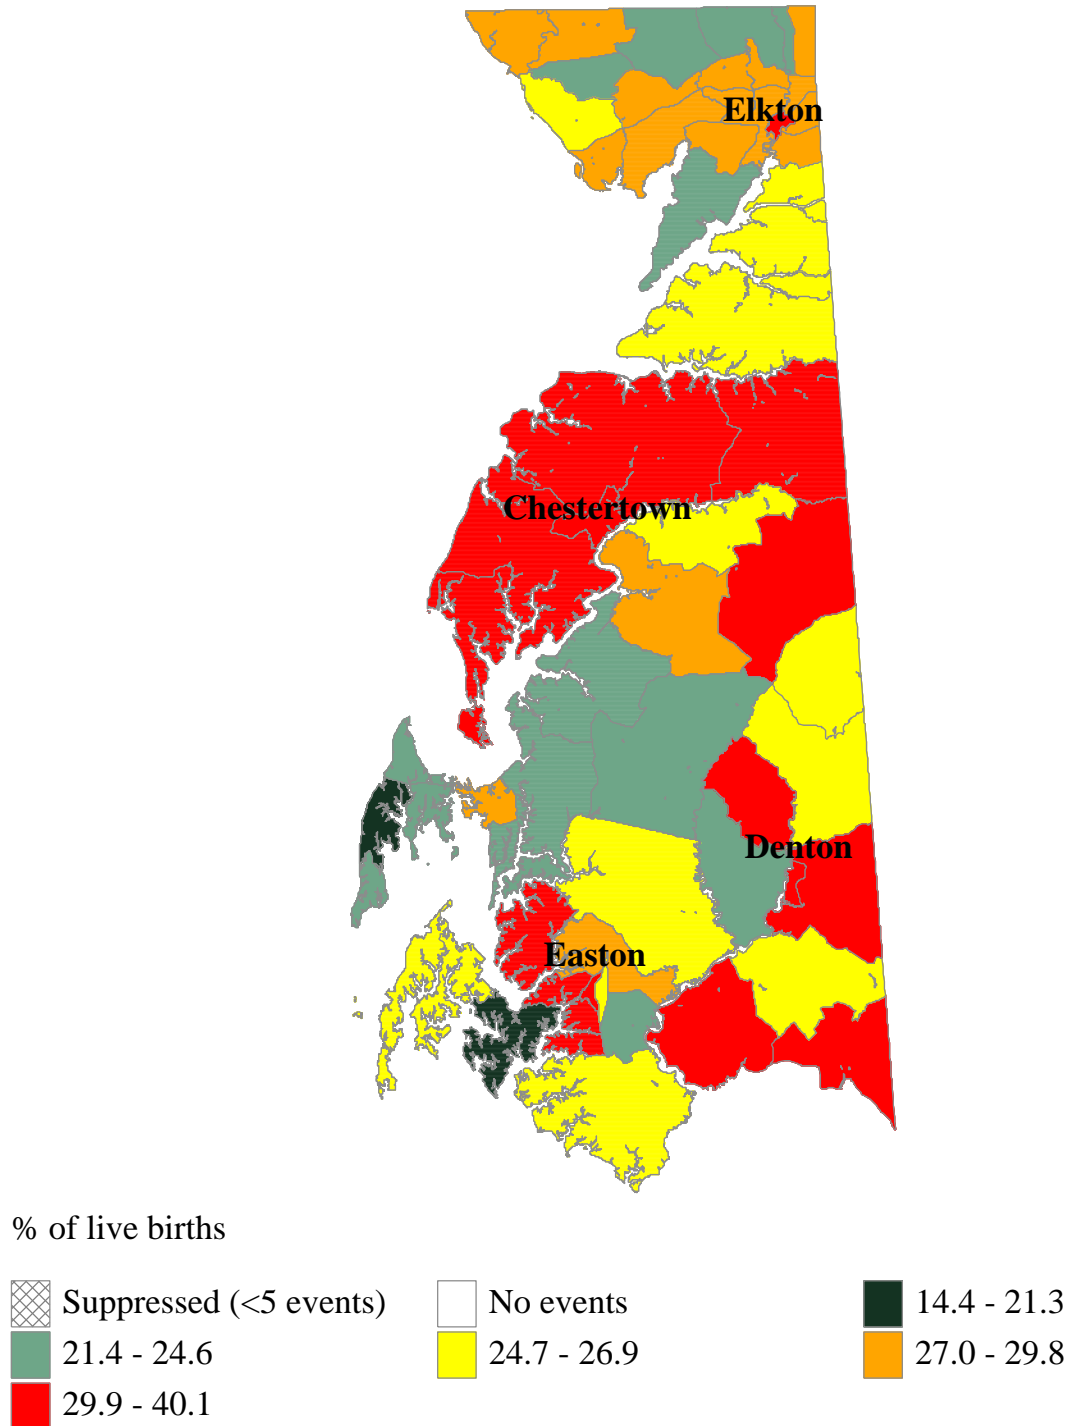 Elkton
Chestertown
Denton
Easton
% of live births
Suppressed (<5 events)
No events
14.4 - 21.3
21.4 - 24.6
24.7 - 26.9
27.0 - 29.8
29.9 - 40.1